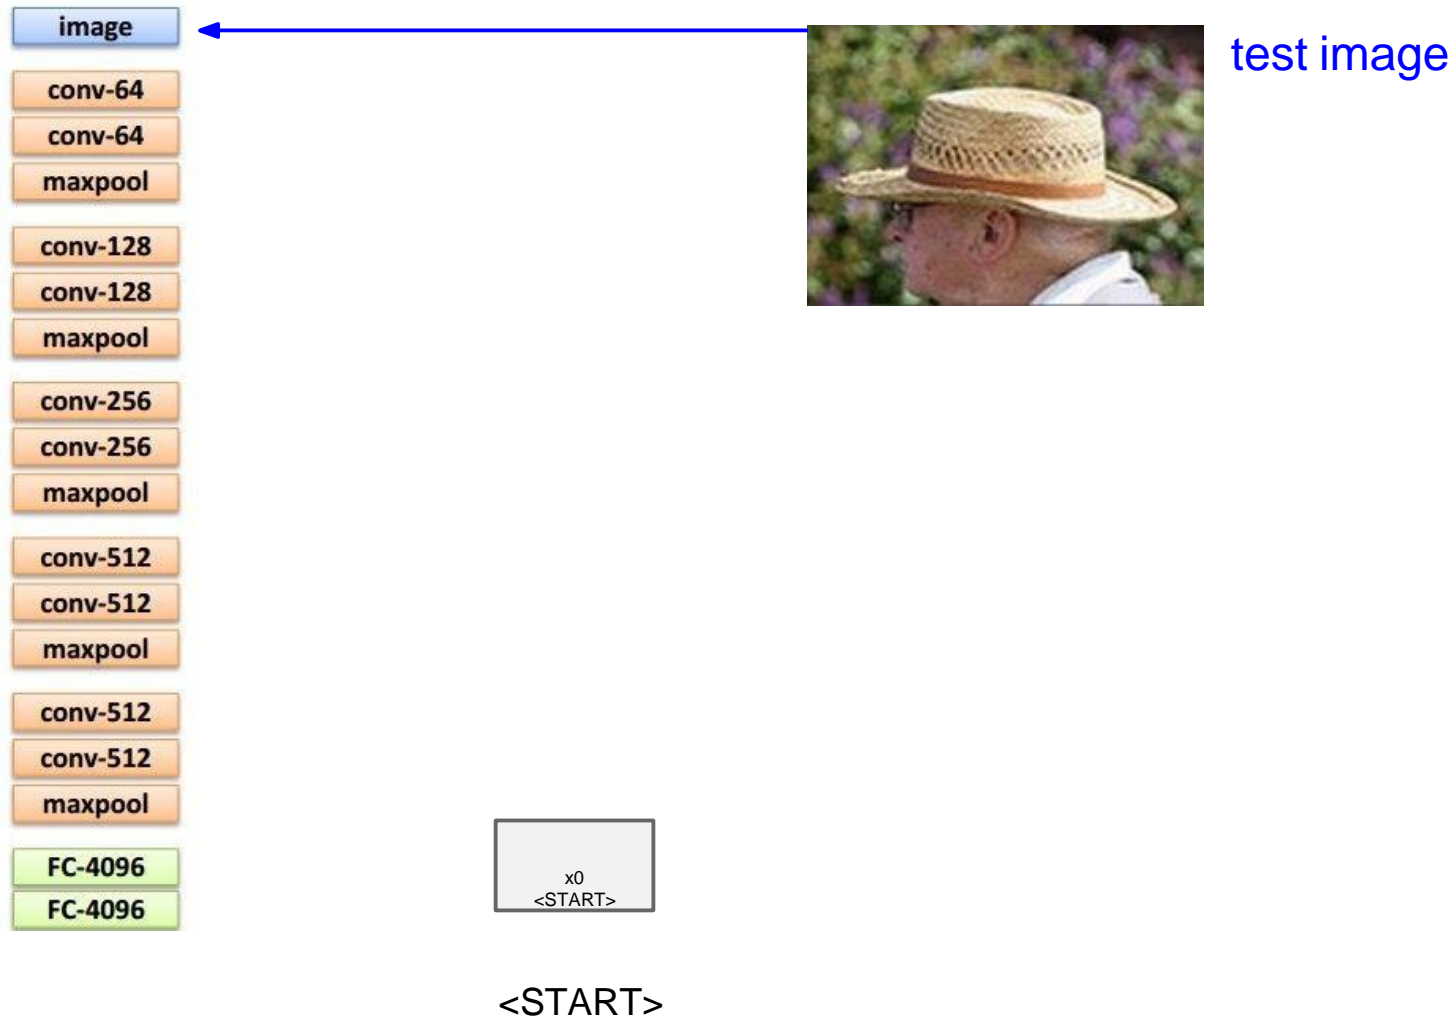 image
test image
conv-64
conv-64
maxpool
conv-128
conv-128
maxpool
conv-256
conv-256
maxpool
conv-512
conv-512
maxpool
conv-512
conv-512
maxpool
FC-4096
FC-4096
x0
<START>
<START>